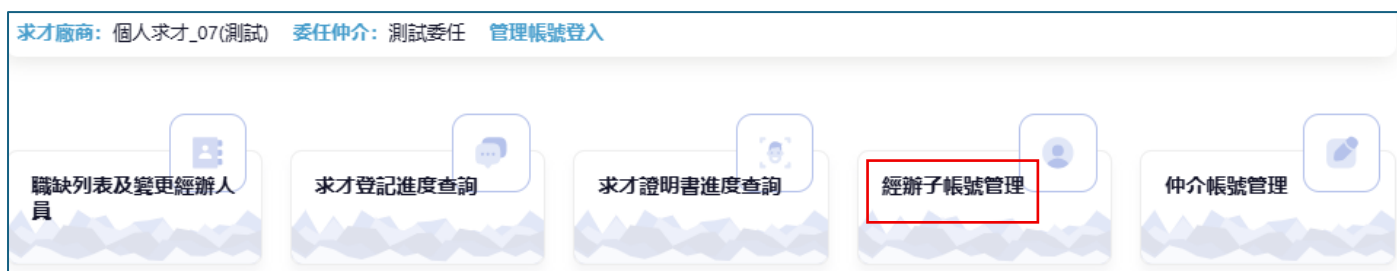 求才廠商：個人求才_07(測試) 委任仲介：測試委任 管理帳號登入
職缺列表及變更經辦人員
求才登記進度查詢
求才證明書進度查詢
經辦子帳號管理
仲介帳號管理